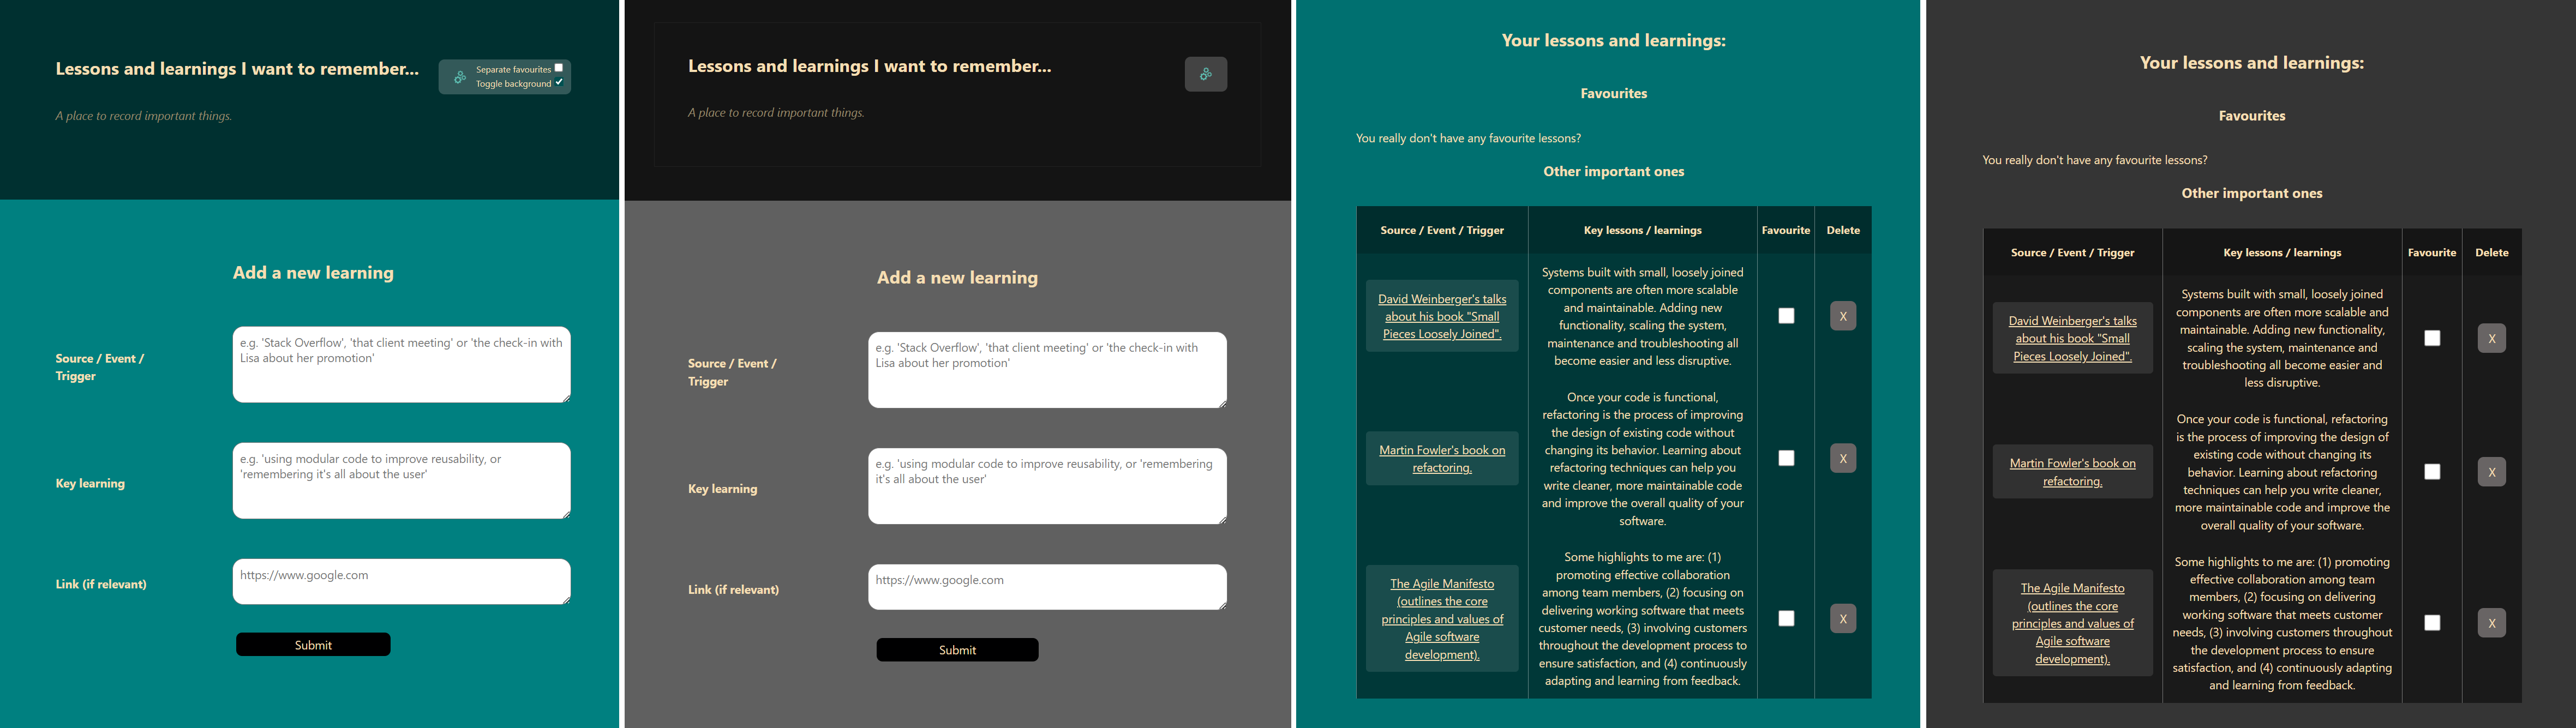 Lessons and learnings I want to remember...
Separate favourites
Toggle background
A place to record important things.
Add a new learning
Source / Event /
Trigger
e.g. 'Stack Overflow', 'that client meeting' or 'the check-in with
Lisa about her promotion'
Key learning
e.g. 'using modular code to improve reusability, or
'remembering it's all about the user'
Link (if relevant)
https://www.google.com
Submit
Lessons and learnings I want to remember...
A place to record important things.
Add a new learning
Source / Event /
Trigger
e.g. 'Stack Overflow', 'that client meeting' or 'the check-in with
Lisa about her promotion'
Key learning
e.g. 'using modular code to improve reusability, or 'remembering
it's all about the user'
Link (if relevant)
https://www.google.com
Submit
Your lessons and learnings:
Favourites
You really don't have any favourite lessons?
Other important ones
Source / Event / Trigger
Key lessons / learnings
Favourite
Delete
David Weinberger's talks
about his book "Small
Pieces Loosely Joined".
Systems built with small, loosely joined
components are often more scalable
and maintainable. Adding new
functionality, scaling the system,
maintenance and troubleshooting all
become easier and less disruptive.
X
Martin Fowler's book on
refactoring.
Once your code is functional,
refactoring is the process of improving
the design of existing code without
changing its behavior. Learning about
refactoring techniques can help you
write cleaner, more maintainable code
and improve the overall quality of your
software.
X
The Agile Manifesto
(outlines the core
principles and values of
Agile software
development).
Some highlights to me are: (1)
promoting effective collaboration
among team members, (2) focusing on
delivering working software that meets
customer needs, (3) involving customers
throughout the development process to
ensure satisfaction, and (4) continuously
adapting and learning from feedback.
X
Your lessons and learnings:
Favourites
You really don't have any favourite lessons?
Other important ones
Source / Event / Trigger
Key lessons / learnings
Favourite
Delete
David Weinberger's talks
about his book "Small
Pieces Loosely Joined".
Systems built with small, loosely joined
components are often more scalable and
maintainable. Adding new functionality,
scaling the system, maintenance and
troubleshooting all become easier and
less disruptive.
X
Martin Fowler's book on
refactoring.
Once your code is functional, refactoring
is the process of improving the design of
existing code without changing its
behavior. Learning about refactoring
techniques can help you write cleaner,
more maintainable code and improve the
overall quality of your software.
X
The Agile Manifesto
(outlines the core
principles and values of
Agile software
development).
Some highlights to me are: (1) promoting
effective collaboration among team
members, (2) focusing on delivering
working software that meets customer
needs, (3) involving customers throughout
the development process to ensure
satisfaction, and (4) continuously adapting
and learning from feedback.
X